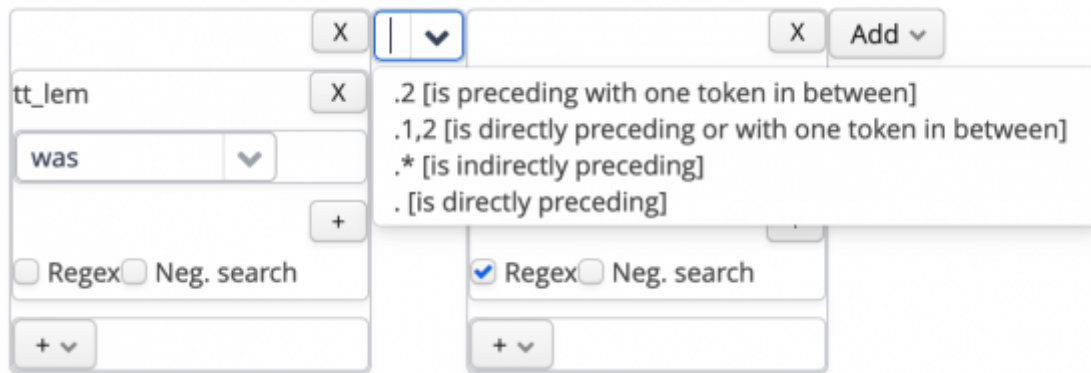 X
X
Add
tt_lem
X
.2 [is preceding with one token in between]
.1,2 [is directly preceding or with one token in between]
.* [is indirectly preceding]
. [is directly preceding]
was
+
Regex
Neg. search
Regex
Neg. search
+
+